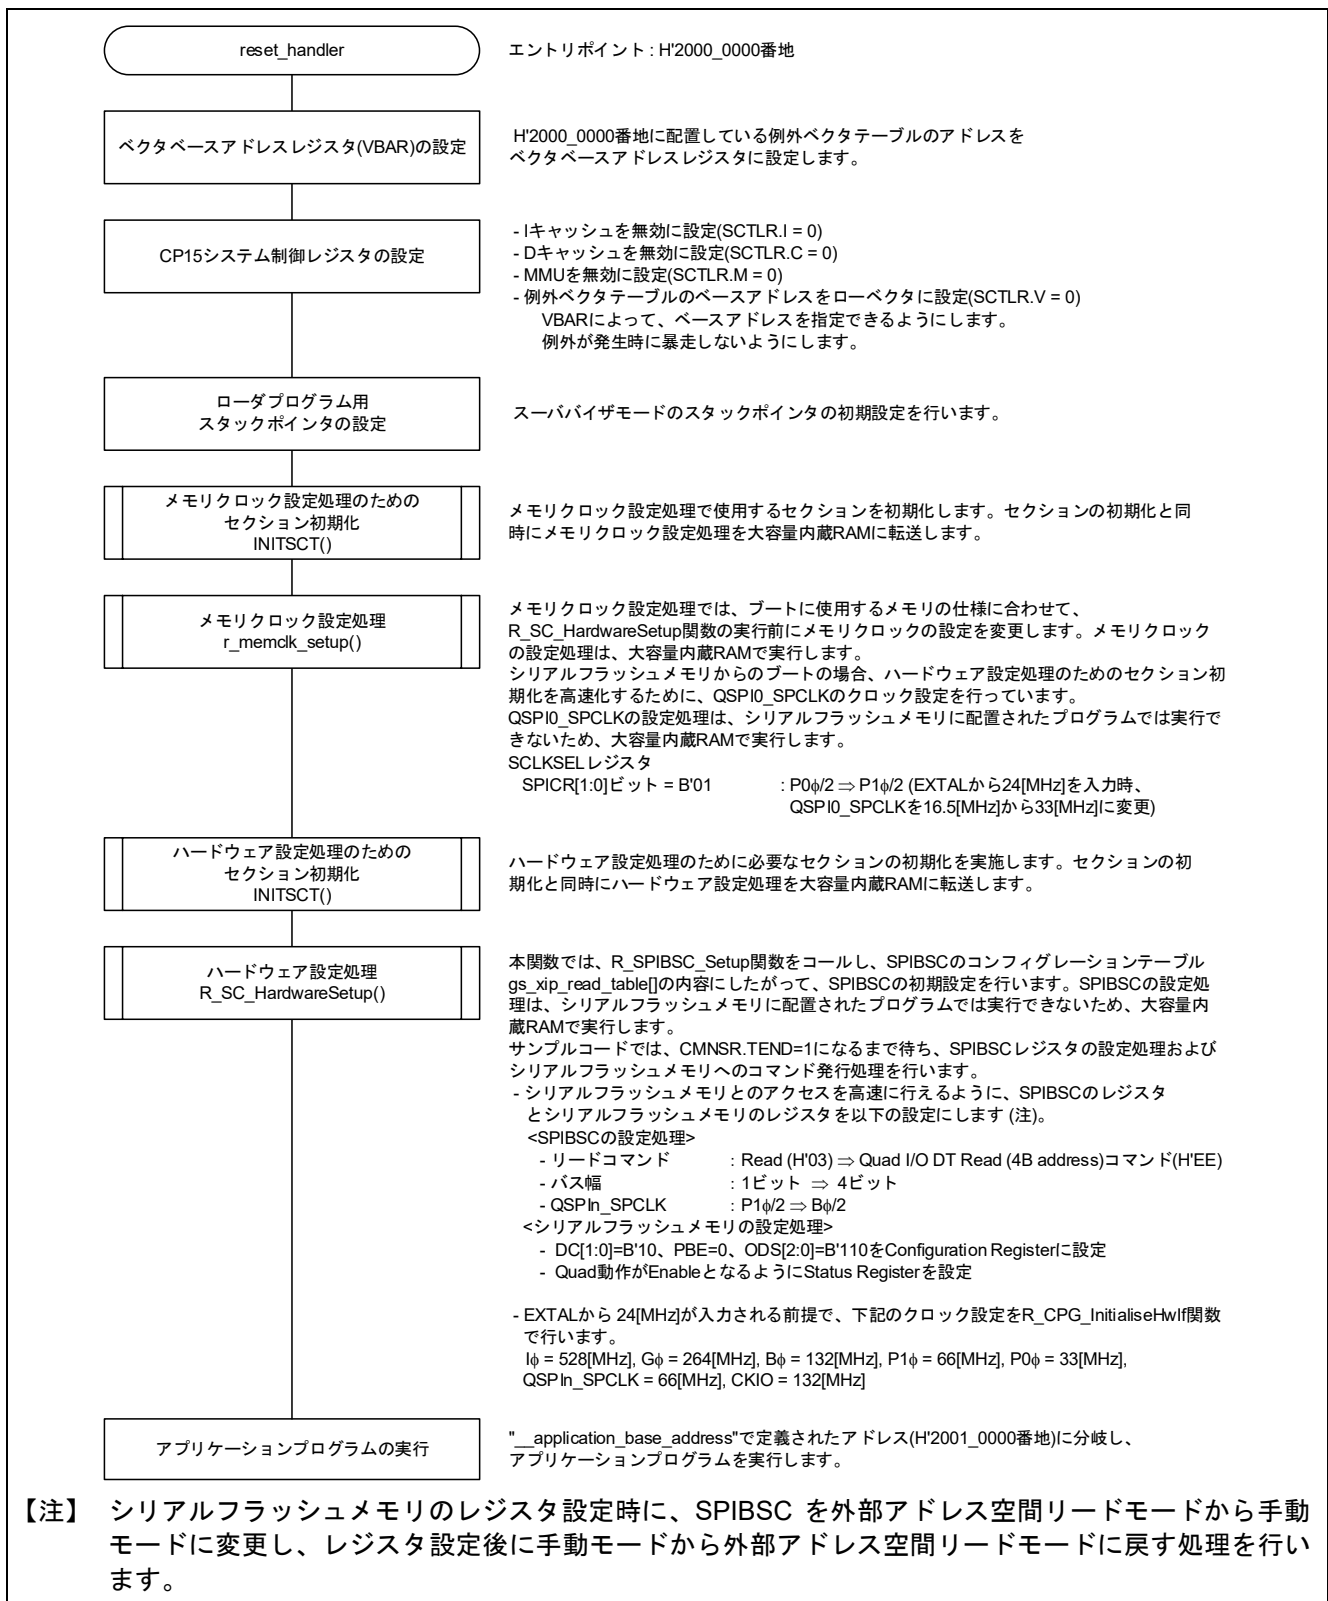 reset_handler
エントリポイント : H'2000_0000番地
ベクタベースアドレスレジスタ(VBAR)の設定
H'2000_0000番地に配置している例外ベクタテーブルのアドレスを
ベクタベースアドレスレジスタに設定します。
CP15システム制御レジスタの設定
- Iキャッシュを無効に設定(SCTLR.I = 0)
- Dキャッシュを無効に設定(SCTLR.C = 0)
- MMUを無効に設定(SCTLR.M = 0)
- 例外ベクタテーブルのベースアドレスをローベクタに設定(SCTLR.V = 0)
VBARによって、ベースアドレスを指定できるようにします。
例外が発生時に暴走しないようにします。
ローダプログラム用
スタックポインタの設定
スーババイザモードのスタックポインタの初期設定を行います。
メモリクロック設定処理のための
セクション初期化
INITSCT()
メモリクロック設定処理で使用するセクションを初期化します。セクションの初期化と同
時にメモリクロック設定処理を大容量内蔵RAMに転送します。
メモリクロック設定処理
r_memclk_setup()
メモリクロック設定処理では、ブートに使用するメモリの仕様に合わせて、
R_SC_HardwareSetup関数の実行前にメモリクロックの設定を変更します。メモリクロック
の設定処理は、大容量内蔵RAMで実行します。
シリアルフラッシュメモリからのブートの場合、ハードウェア設定処理のためのセクション初
期化を高速化するために、QSPI0_SPCLKのクロック設定を行っています。
QSPI0_SPCLKの設定処理は、シリアルフラッシュメモリに配置されたプログラムでは実行で
きないため、大容量内蔵RAMで実行します。
SCLKSELレジスタ
SPICR[1:0]ビット = B'01 : P0φ/2 ⇒ P1φ/2 (EXTALから24[MHz]を入力時、
QSPI0_SPCLKを16.5[MHz]から33[MHz]に変更)
ハードウェア設定処理のための
セクション初期化
INITSCT()
ハードウェア設定処理のために必要なセクションの初期化を実施します。セクションの初
期化と同時にハードウェア設定処理を大容量内蔵RAMに転送します。
ハードウェア設定処理
R_SC_HardwareSetup()
本関数では、R_SPIBSC_Setup関数をコールし、SPIBSCのコンフィグレーションテーブル
gs_xip_read_table[]の内容にしたがって、SPIBSCの初期設定を行います。SPIBSCの設定処
理は、シリアルフラッシュメモリに配置されたプログラムでは実行できないため、大容量内
蔵RAMで実行します。
サンプルコードでは、CMNSR.TEND=1になるまで待ち、SPIBSCレジスタの設定処理および
シリアルフラッシュメモリへのコマンド発行処理を行います。
- シリアルフラッシュメモリとのアクセスを高速に行えるように、SPIBSCのレジスタ
とシリアルフラッシュメモリのレジスタを以下の設定にします (注)。
<SPIBSCの設定処理>
- リードコマンド : Read (H'03) ⇒ Quad I/O DT Read (4B address)コマンド(H'EE)
- バス幅 : 1ビット ⇒ 4ビット
- QSPIn_SPCLK : P1φ/2 ⇒ Bφ/2
<シリアルフラッシュメモリの設定処理>
- DC[1:0]=B'10、PBE=0、ODS[2:0]=B'110をConfiguration Registerに設定
- Quad動作がEnableとなるようにStatus Registerを設定
- EXTALから 24[MHz]が入力される前提で、下記のクロック設定をR_CPG_InitialiseHwIf関数
で行います。
Iφ = 528[MHz], Gφ = 264[MHz], Bφ = 132[MHz], P1φ = 66[MHz], P0φ = 33[MHz],
QSPIn_SPCLK = 66[MHz], CKIO = 132[MHz]
アプリケーションプログラムの実行
"__application_base_address"で定義されたアドレス(H'2001_0000番地)に分岐し、
アプリケーションプログラムを実行します。
【注】 シリアルフラッシュメモリのレジスタ設定時に、SPIBSC を外部アドレス空間リードモードから手動
モードに変更し、レジスタ設定後に手動モードから外部アドレス空間リードモードに戻す処理を行い
ます。